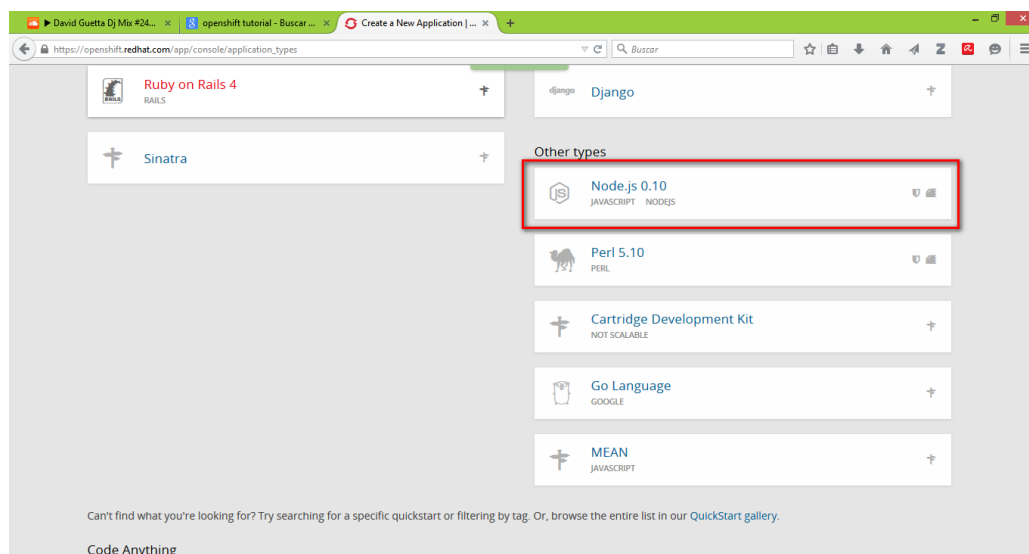 David Guetta Dj Mix #24...
openshift tutorial - Buscar ...
Create a New Application | ...
https://openshift.redhat.com/app/console/application_types
Buscar
Ruby on Rails 4
RAILS
RAILS
django
Django
Sinatra
Other types
JS
Node.js 0.10
JAVASCRIPT NODEJS
Perl 5.10
PERL
Cartridge Development Kit
NOT SCALABLE
Go Language
GOOGLE
MEAN
JAVASCRIPT
Can't find what you're looking for? Try searching for a specific quickstart or filtering by tag. Or, browse the entire list in our QuickStart gallery.
Code Anything